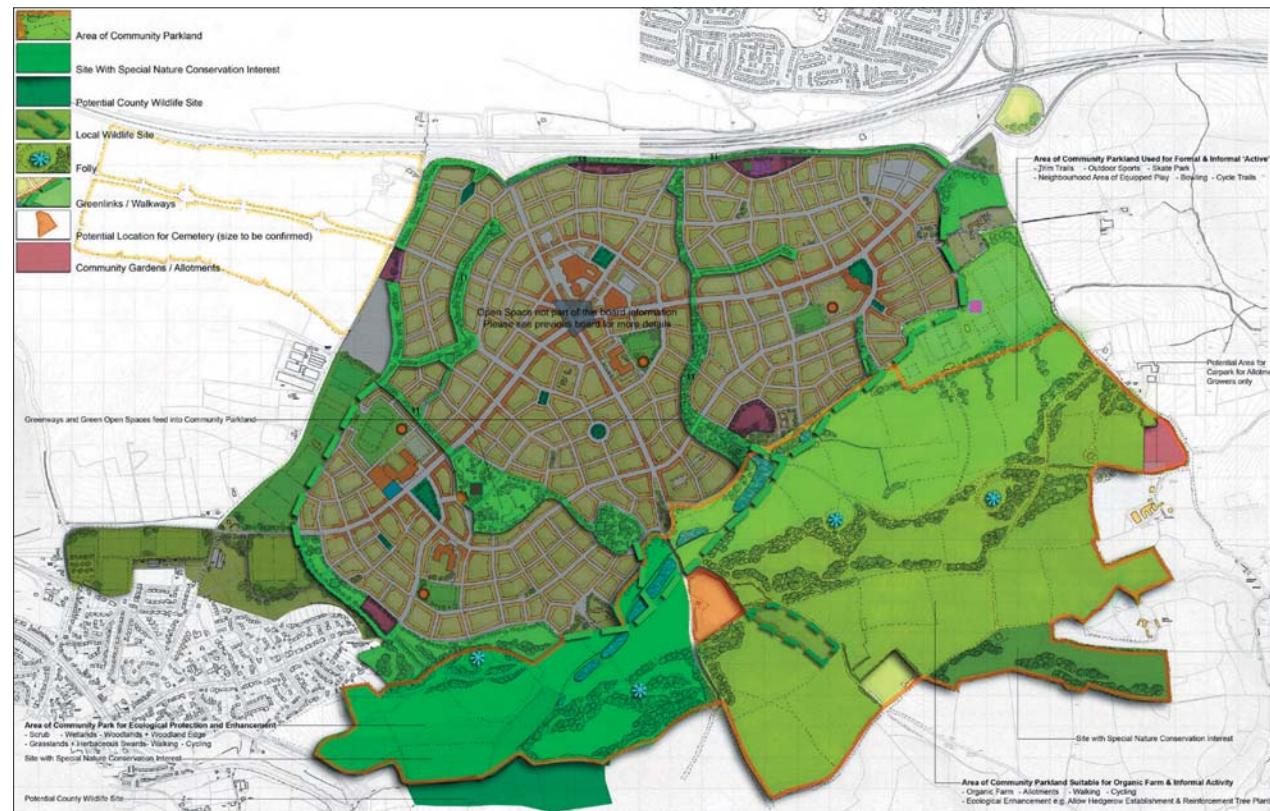 Area of Community Parkland
Site With Special Nature Conservation Interest
Potential County Wildlife Site
Local Wildlife Site
Folly
Greenlinks / Walkways
Potential Location for Cemetery (size to be confirmed)
Community Gardens / Allotments
Area of Community Parkland Used for Formal & Informal 'Active'
- Trim Trails - Outdoor Sports - Skate Park
- Neighbourhood Area of Equipped Play - Bowling - Cycle Trails
Open Space not part of this board information
Please see previous board for more details
Potential Area for
Carpark for Allotme
Growers only
Greenways and Green Open Spaces feed into Community Parkland
Area of Community Park for Ecological Protection and Enhancement
- Scrub - Wetlands - Woodlands + Woodland Edge
- Grasslands + Herbaceous Swards - Walking - Cycling
Site with Special Nature Conservation Interest
Potential County Wildlife Site
Site with Special Nature Conservation Interest
Area of Community Parkland Suitable for Organic Farm & Informal Activity
- Organic Farm - Allotments - Walking - Cycling
- Ecological Enhancement e.g. Allow Hedgerow Establishment & Reinforcement Tree Plan